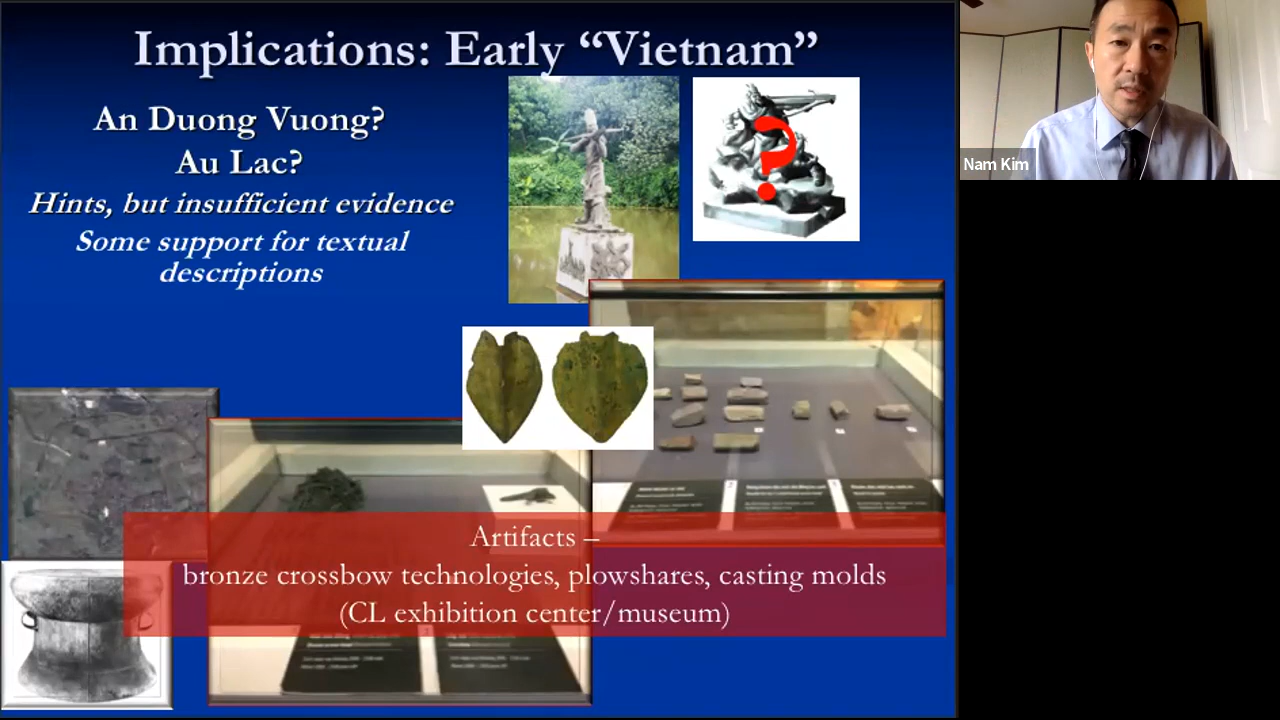 Implications: Early “Vietnam”
An Duong Vuong?
Au Lac?
Hints, but insufficient evidence
Some support for textual
descriptions
?
Artifacts –
bronze crossbow technologies, plowshares, casting molds
(CL exhibition center/museum)
Nam Kim